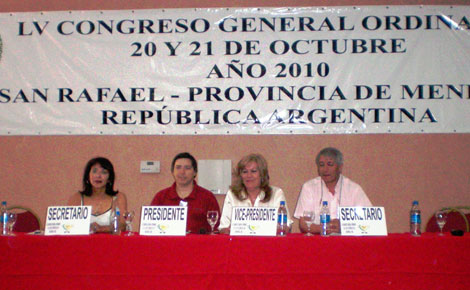 LV CONGRESO GENERAL ORDINA
20 Y 21 DE OCTUBRE
AÑO 2010
SAN RAFAEL - PROVINCIA DE MEN
REPÚBLICA ARGENTINA
SECRETARIO
PRESIDENTE
VICE-PRESIDENTE
SECRETARIO